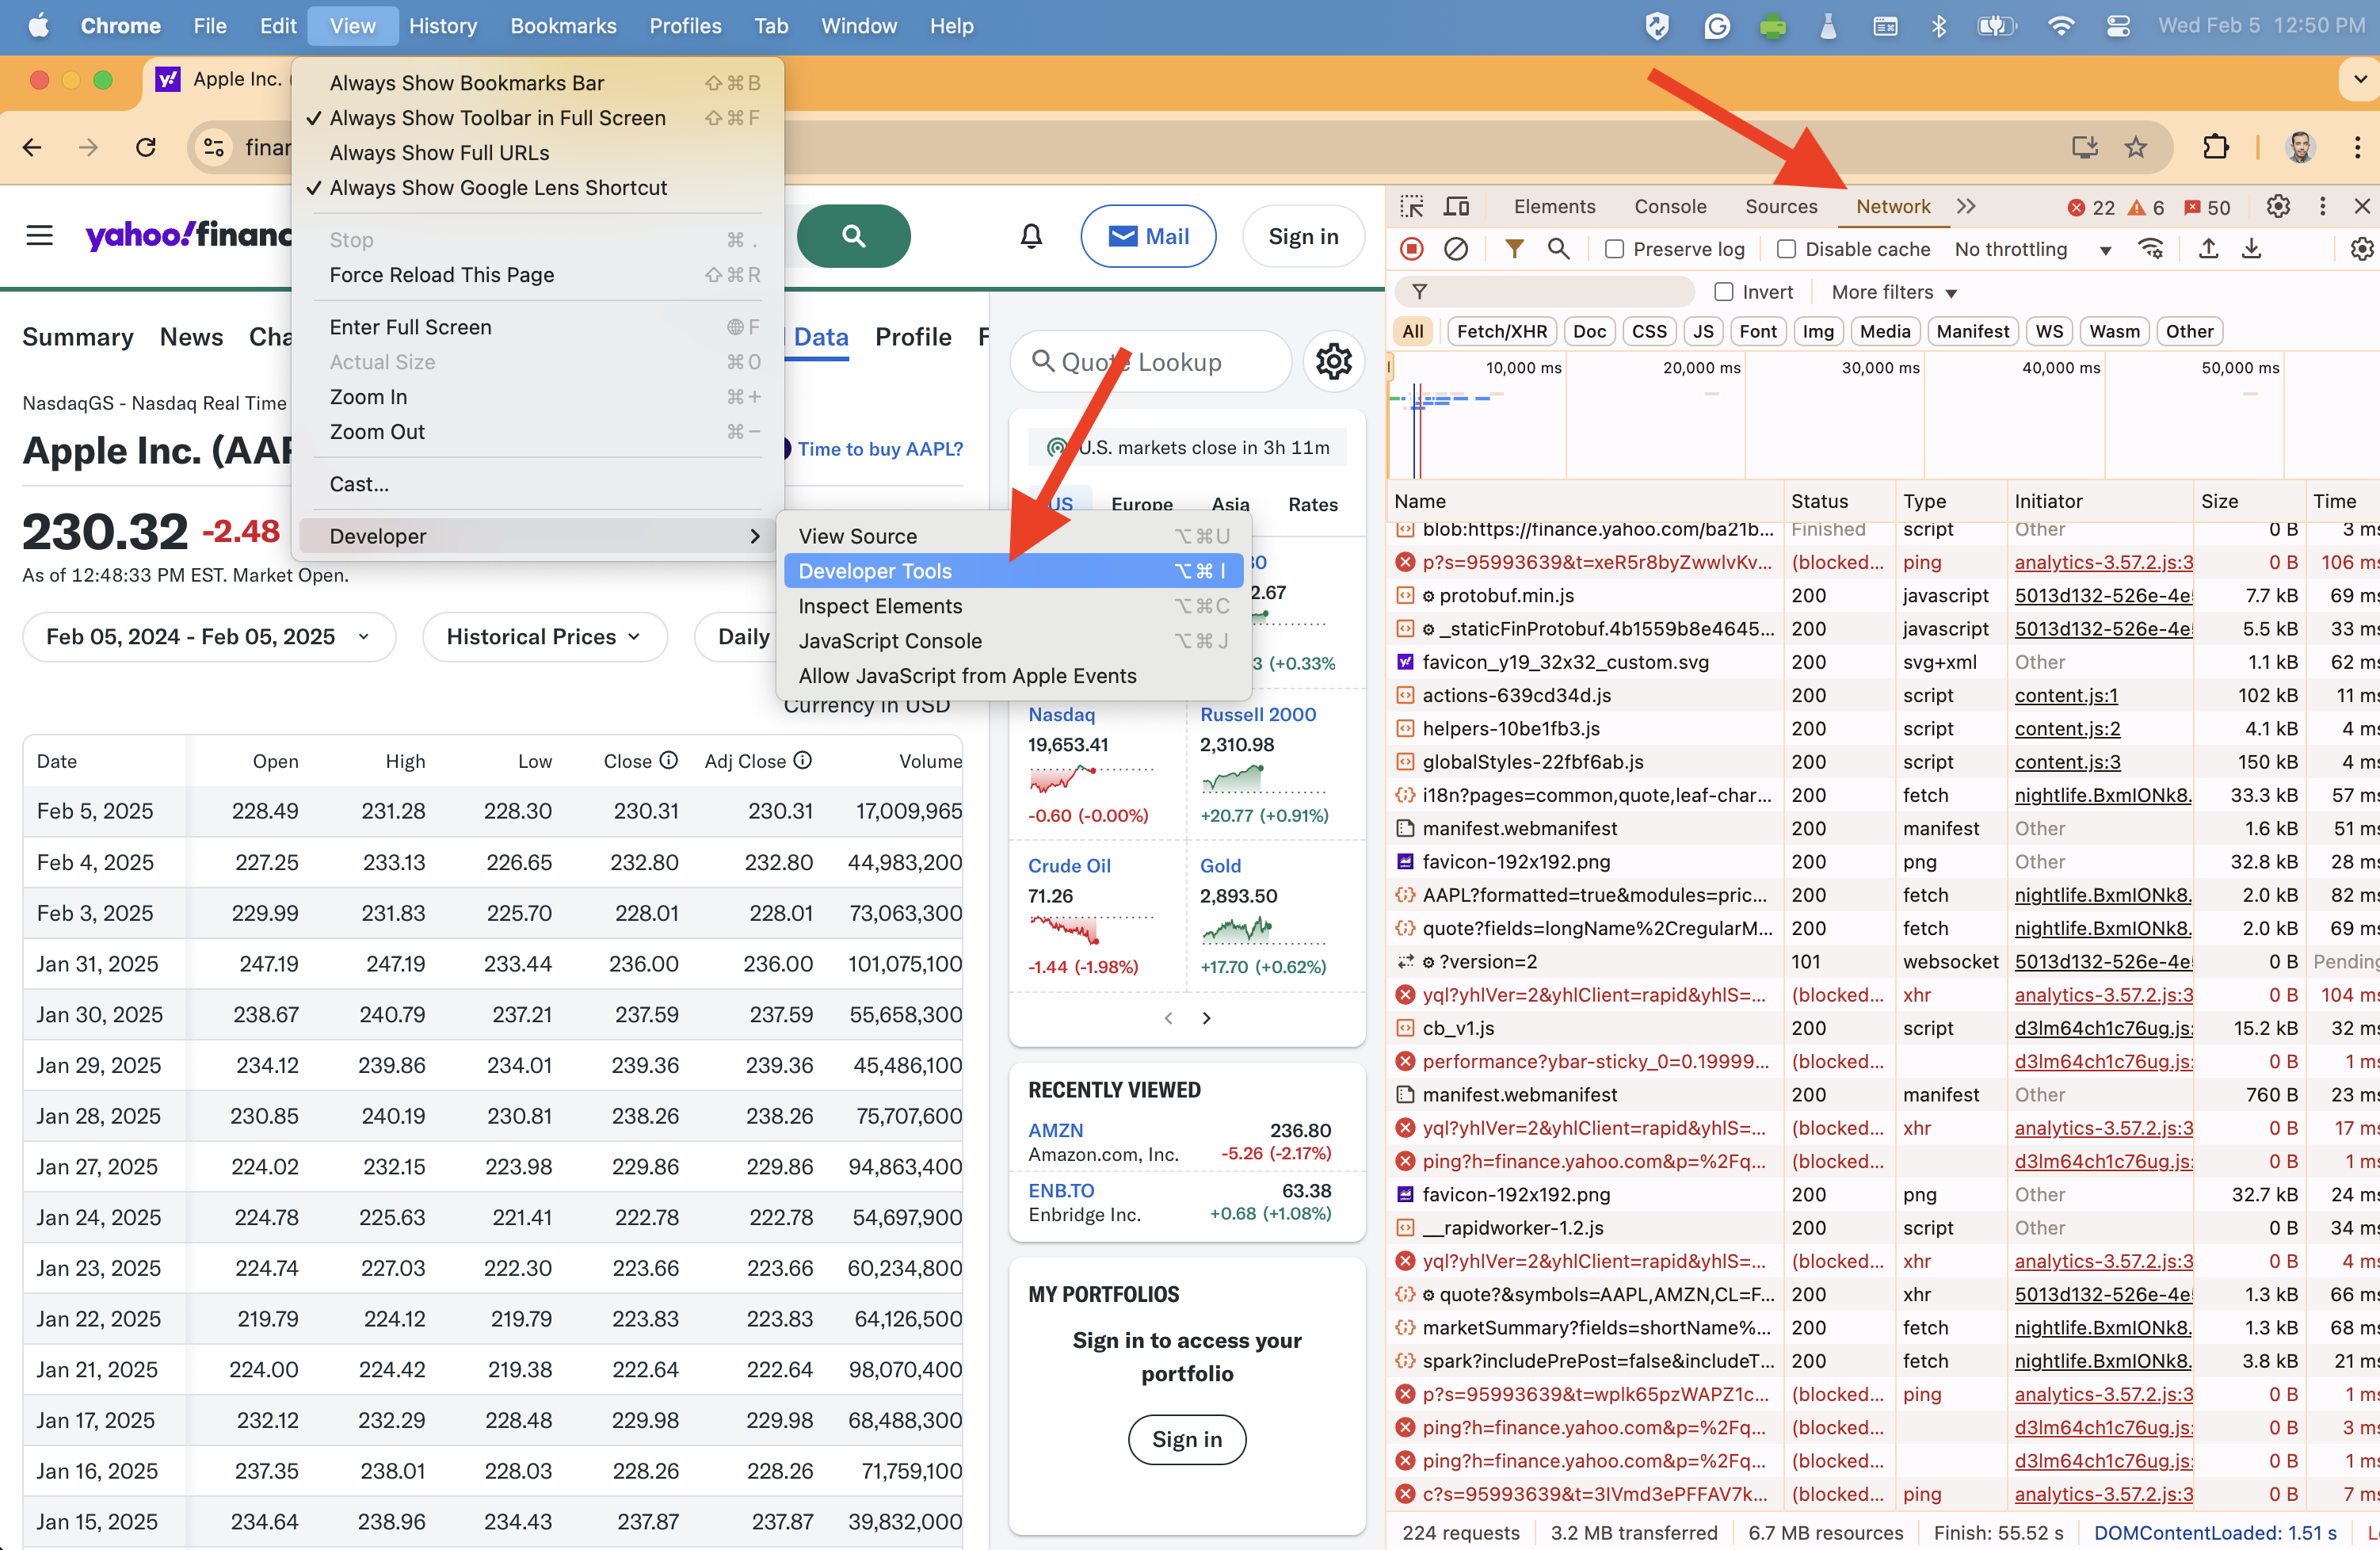 Chrome File Edit View History Bookmarks Profiles Tab Window Help Wed Feb 5 12:50 PM
Apple Inc. (
finan
Always Show Bookmarks Bar ⇧⌘B
✓ Always Show Toolbar in Full Screen ⇧⌘F
Always Show Full URLs
✓ Always Show Google Lens Shortcut
Stop ⌘.
Force Reload This Page ⇧⌘R
Enter Full Screen F
Actual Size ⌘0
Zoom In ⌘+
Zoom Out ⌘−
Cast...
Developer
View Source ⌥⌘U
Developer Tools ⌥⌘I
Inspect Elements ⌥⌘C
JavaScript Console ⌥⌘J
Allow JavaScript from Apple Events
yahoo!financ
Mail Sign in
Summary News Cha Data Profile
NasdaqGS - Nasdaq Real Time
Apple Inc. (AAP
Time to buy AAPL?
230.32 -2.48
As of 12:48:33 PM EST. Market Open.
Feb 05, 2024 - Feb 05, 2025 Historical Prices Daily
Currency in USD
Date Open High Low Close Adj Close Volume
Feb 5, 2025 228.49 231.28 228.30 230.31 230.31 17,009,965
Feb 4, 2025 227.25 233.13 226.65 232.80 232.80 44,983,200
Feb 3, 2025 229.99 231.83 225.70 228.01 228.01 73,063,300
Jan 31, 2025 247.19 247.19 233.44 236.00 236.00 101,075,100
Jan 30, 2025 238.67 240.79 237.21 237.59 237.59 55,658,300
Jan 29, 2025 234.12 239.86 234.01 239.36 239.36 45,486,100
Jan 28, 2025 230.85 240.19 230.81 238.26 238.26 75,707,600
Jan 27, 2025 224.02 232.15 223.98 229.86 229.86 94,863,400
Jan 24, 2025 224.78 225.63 221.41 222.78 222.78 54,697,900
Jan 23, 2025 224.74 227.03 222.30 223.66 223.66 60,234,800
Jan 22, 2025 219.79 224.12 219.79 223.83 223.83 64,126,500
Jan 21, 2025 224.00 224.42 219.38 222.64 222.64 98,070,400
Jan 17, 2025 232.12 232.29 228.48 229.98 229.98 68,488,300
Jan 16, 2025 237.35 238.01 228.03 228.26 228.26 71,759,100
Jan 15, 2025 234.64 238.96 234.43 237.87 237.87 39,832,000
Quote Lookup
U.S. markets close in 3h 11m
US Europe Asia Rates
30
2.67
3 (+0.33%
Nasdaq Russell 2000
19,653.41 2,310.98
-0.60 (-0.00%) +20.77 (+0.91%)
Crude Oil Gold
71.26 2,893.50
-1.44 (-1.98%) +17.70 (+0.62%)
RECENTLY VIEWED
AMZN 236.80
Amazon.com, Inc. -5.26 (-2.17%)
ENB.TO 63.38
Enbridge Inc. +0.68 (+1.08%)
MY PORTFOLIOS
Sign in to access your
portfolio
Sign in
Elements Console Sources Network 22 6 50
Preserve log Disable cache No throttling
Invert More filters
All Fetch/XHR Doc CSS JS Font Img Media Manifest WS Wasm Other
10,000 ms 20,000 ms 30,000 ms 40,000 ms 50,000 ms
Name Status Type Initiator Size Time
blob:https://finance.yahoo.com/ba21b... Finished script Other 0 B 3 ms
p?s=95993639&t=xeR5r8byZwwlvKv... (blocked... ping analytics-3.57.2.js:3 0 B 106 ms
protobuf.min.js 200 javascript 5013d132-526e-4e 7.7 kB 69 ms
_staticFinProtobuf.4b1559b8e4645... 200 javascript 5013d132-526e-4e 5.5 kB 33 ms
favicon_y19_32x32_custom.svg 200 svg+xml Other 1.1 kB 62 ms
actions-639cd34d.js 200 script content.js:1 102 kB 11 ms
helpers-10be1fb3.js 200 script content.js:2 4.1 kB 4 ms
globalStyles-22fbf6ab.js 200 script content.js:3 150 kB 4 ms
i18n?pages=common,quote,leaf-char... 200 fetch nightlife.BxmIONk8. 33.3 kB 57 ms
manifest.webmanifest 200 manifest Other 1.6 kB 51 ms
favicon-192x192.png 200 png Other 32.8 kB 28 ms
AAPL?formatted=true&modules=pric... 200 fetch nightlife.BxmIONk8. 2.0 kB 82 ms
quote?fields=longName%2CregularM... 200 fetch nightlife.BxmIONk8. 2.0 kB 69 ms
?version=2 101 websocket 5013d132-526e-4e 0 B Pending
yql?yhlVer=2&yhlClient=rapid&yhlS=... (blocked... xhr analytics-3.57.2.js:3 0 B 104 ms
cb_v1.js 200 script d3lm64ch1c76ug.js: 15.2 kB 32 ms
performance?ybar-sticky_0=0.19999... (blocked... d3lm64ch1c76ug.js: 0 B 1 ms
manifest.webmanifest 200 manifest Other 760 B 23 ms
yql?yhlVer=2&yhlClient=rapid&yhlS=... (blocked... xhr analytics-3.57.2.js:3 0 B 17 ms
ping?h=finance.yahoo.com&p=%2Fq... (blocked... d3lm64ch1c76ug.js: 0 B 1 ms
favicon-192x192.png 200 png Other 32.7 kB 24 ms
__rapidworker-1.2.js 200 script Other 0 B 34 ms
yql?yhlVer=2&yhlClient=rapid&yhlS=... (blocked... xhr analytics-3.57.2.js:3 0 B 4 ms
quote?&symbols=AAPL,AMZN,CL=F... 200 xhr 5013d132-526e-4e 1.3 kB 66 ms
marketSummary?fields=shortName%... 200 fetch nightlife.BxmIONk8. 1.3 kB 68 ms
spark?includePrePost=false&includeT... 200 fetch nightlife.BxmIONk8. 3.8 kB 21 ms
p?s=95993639&t=wplk65pzWAPZ1c... (blocked... ping analytics-3.57.2.js:3 0 B 1 ms
ping?h=finance.yahoo.com&p=%2Fq... (blocked... d3lm64ch1c76ug.js: 0 B 3 ms
ping?h=finance.yahoo.com&p=%2Fq... (blocked... d3lm64ch1c76ug.js: 0 B 1 ms
c?s=95993639&t=3lVmd3ePFFAV7k... (blocked... ping analytics-3.57.2.js:3 0 B 7 ms
224 requests 3.2 MB transferred 6.7 MB resources Finish: 55.52 s DOMContentLoaded: 1.51 s